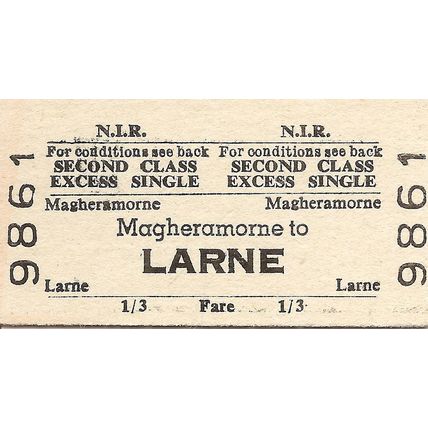 N.I.R. N.I.R.
For conditions see back For conditions see back
SECOND CLASS SECOND CLASS
EXCESS SINGLE EXCESS SINGLE
Magheramorne Magheramorne
Magheramorne to
LARNE
Larne Larne
1/3 Fare 1/3
9861
9861